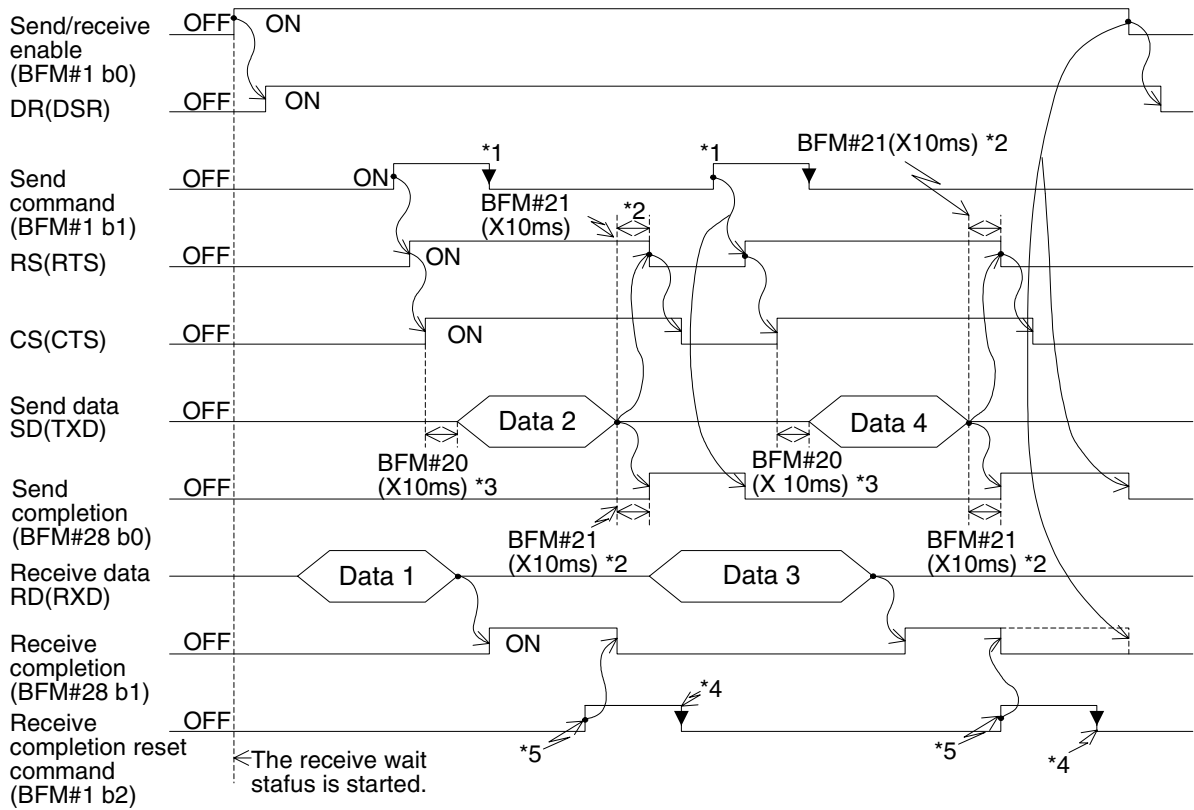 Send/receive
enable
(BFM#1 b0)
OFF
ON
DR(DSR)
OFF
ON
BFM#21(X10ms) *2
*1
*1
Send
command
(BFM#1 b1)
OFF
ON
BFM#21
(X10ms)
*2
RS(RTS)
OFF
ON
CS(CTS)
OFF
ON
Send data
SD(TXD)
OFF
Data 2
Data 4
BFM#20
(X10ms) *3
BFM#20
(X 10ms) *3
Send
completion
(BFM#28 b0)
OFF
BFM#21
(X10ms) *2
BFM#21
(X10ms) *2
Receive data
RD(RXD)
Data 1
Data 3
Receive
completion
(BFM#28 b1)
OFF
ON
*4
Receive
completion reset
command
(BFM#1 b2)
OFF
*5
*5
*4
The receive wait
stafus is started.